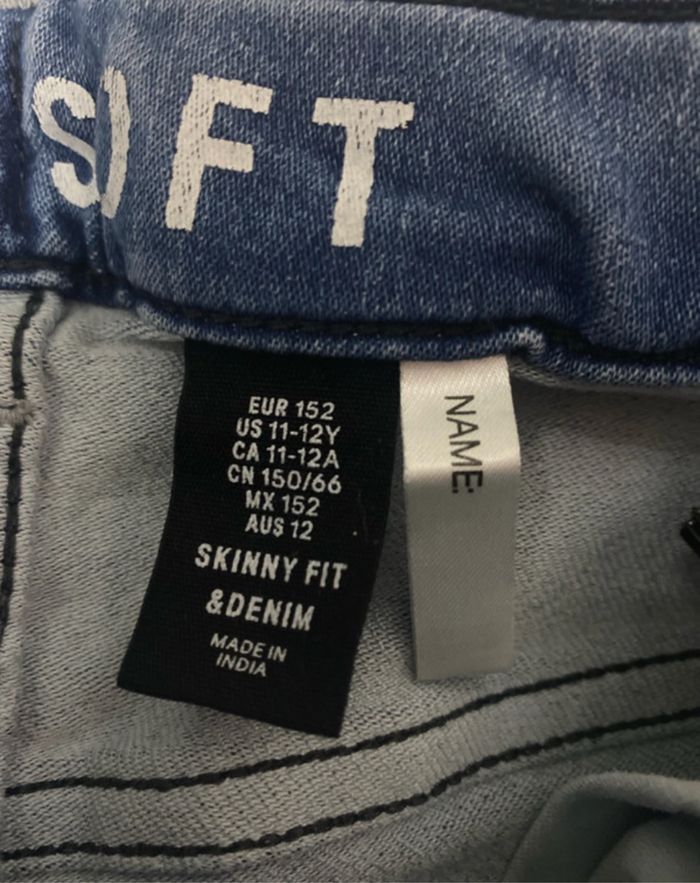 SOFT
EUR 152
US 11-12Y
CA 11-12A
CN 150/66
MX 152
AUS 12
SKINNY FIT
&DENIM
MADE IN
INDIA
NAME: